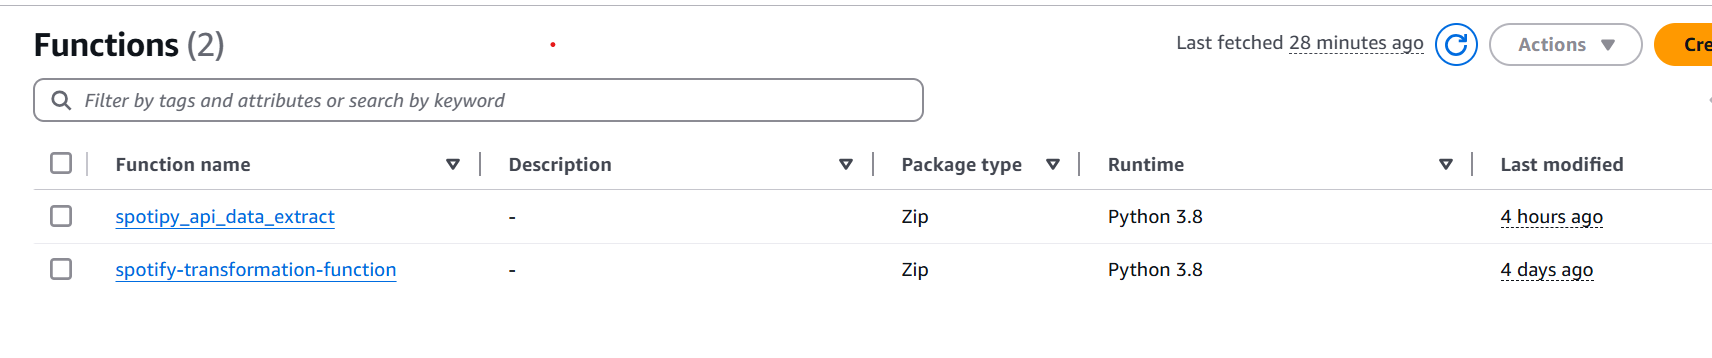 Functions (2)
Last fetched 28 minutes ago
Actions
Cre
Filter by tags and attributes or search by keyword
Function name Description Package type Runtime Last modified
spotipy_api_data_extract - Zip Python 3.8 4 hours ago
spotify-transformation-function - Zip Python 3.8 4 days ago